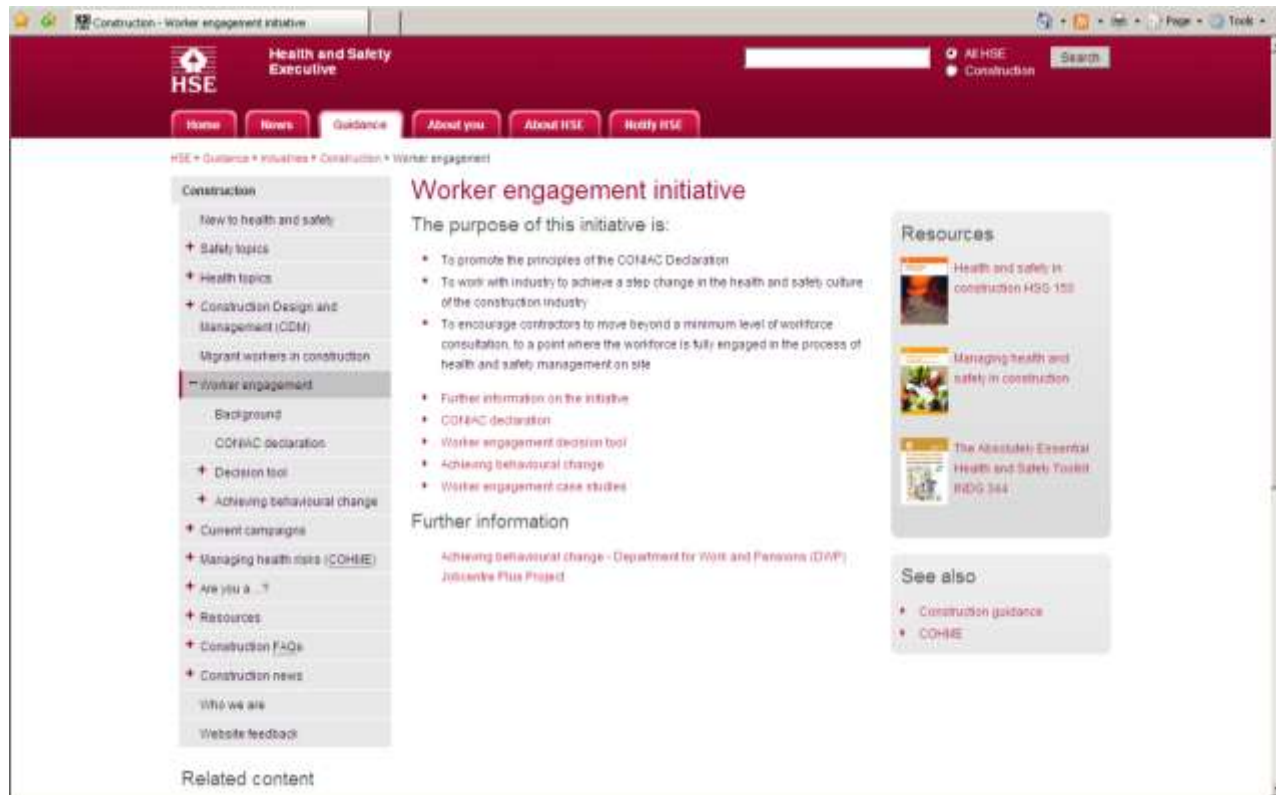 Construction - Worker engagement initiative
Page
Tools
Health and Safety
Executive
HSE
All HSE
Construction
Search
Home
News
Guidance
About you
About HSE
Notify HSE
HSE
Guidance
Industries
Construction
Worker engagement
Construction
New to health and safety
+ Safety topics
+ Health topics
+ Construction Design and
Management (CDM)
Migrant workers in construction
− Worker engagement
Background
CONIAC declaration
+ Decision tool
+ Achieving behavioural change
+ Current campaigns
+ Managing health risks (COHME)
+ Are you a ...?
+ Resources
+ Construction FAQs
+ Construction news
Who we are
Website feedback
Related content
Worker engagement initiative
The purpose of this initiative is:
To promote the principles of the CONIAC Declaration
To work with industry to achieve a step change in the health and safety culture
of the construction industry
To encourage contractors to move beyond a minimum level of workforce
consultation, to a point where the workforce is fully engaged in the process of
health and safety management on site
Further information on the initiative
CONIAC declaration
Worker engagement decision tool
Achieving behavioural change
Worker engagement case studies
Further information
Achieving behavioural change - Department for Work and Pensions (DWP)
Jobcentre Plus Project
Resources
Health and safety in
construction HSG 150
Managing health and
safety in construction
The Absolutely Essential
Health and Safety Toolkit
INDG 344
See also
Construction guidance
COHME